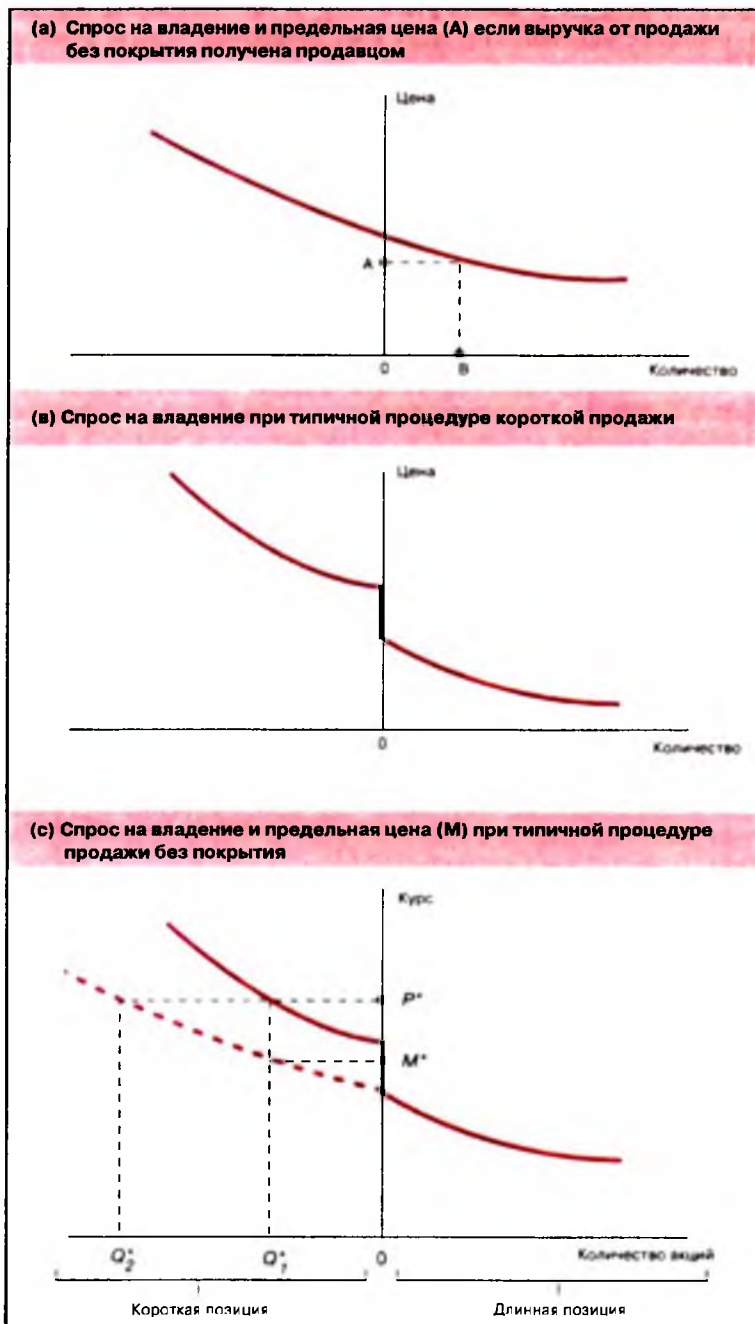 (а) Спрос на владение и предельная цена (А) если выручка от продажи
без покрытия получена продавцом
Цена
А
0
В
Количество
(в) Спрос на владение при типичной процедуре короткой продажи
Цена
0
Количество
(с) Спрос на владение и предельная цена (М) при типичной процедуре
продажи без покрытия
Курс
P*
M*
Q*2
Q*1
0
Количество акций
Короткая позиция
Длинная позиция